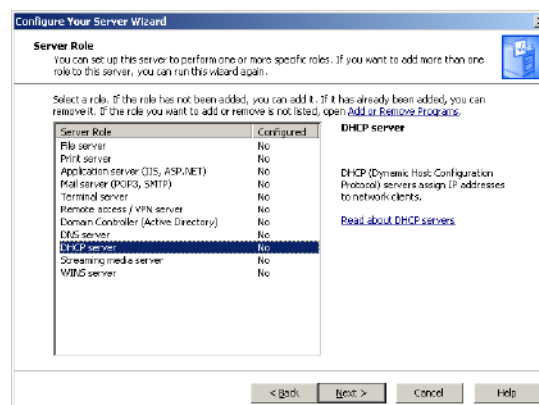 Configure Your Server Wizard
Server Role
You can set up this server to perform one or more specific roles. If you want to add more than one
role to this server, you can run this wizard again.
Select a role. If the role has not been added, you can add it. If it has already been added, you can
remove it. If the role you want to add or remove is not listed, open Add or Remove Programs.
Server Role Configured
File server No
Print server No
Application server (IIS, ASP.NET) No
Mail server (POP3, SMTP) No
Terminal server No
Remote access / VPN server No
Domain Controller (Active Directory) No
DNS server No
DHCP server No
Streaming media server No
WINS server No
DHCP server
DHCP (Dynamic Host Configuration
Protocol) servers assign IP addresses
to network clients.
Read about DHCP servers
< Back Next > Cancel Help